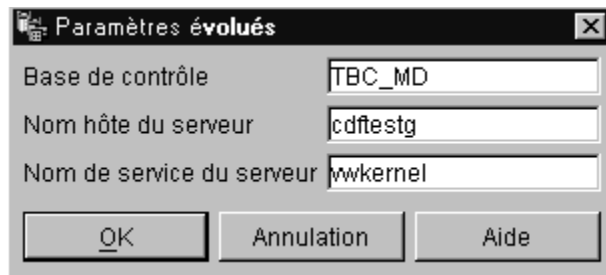 Paramètres évolués
Base de contrôle TBC_MD
Nom hôte du serveur cdftestg
Nom de service du serveur vwkernel
OK Annulation Aide